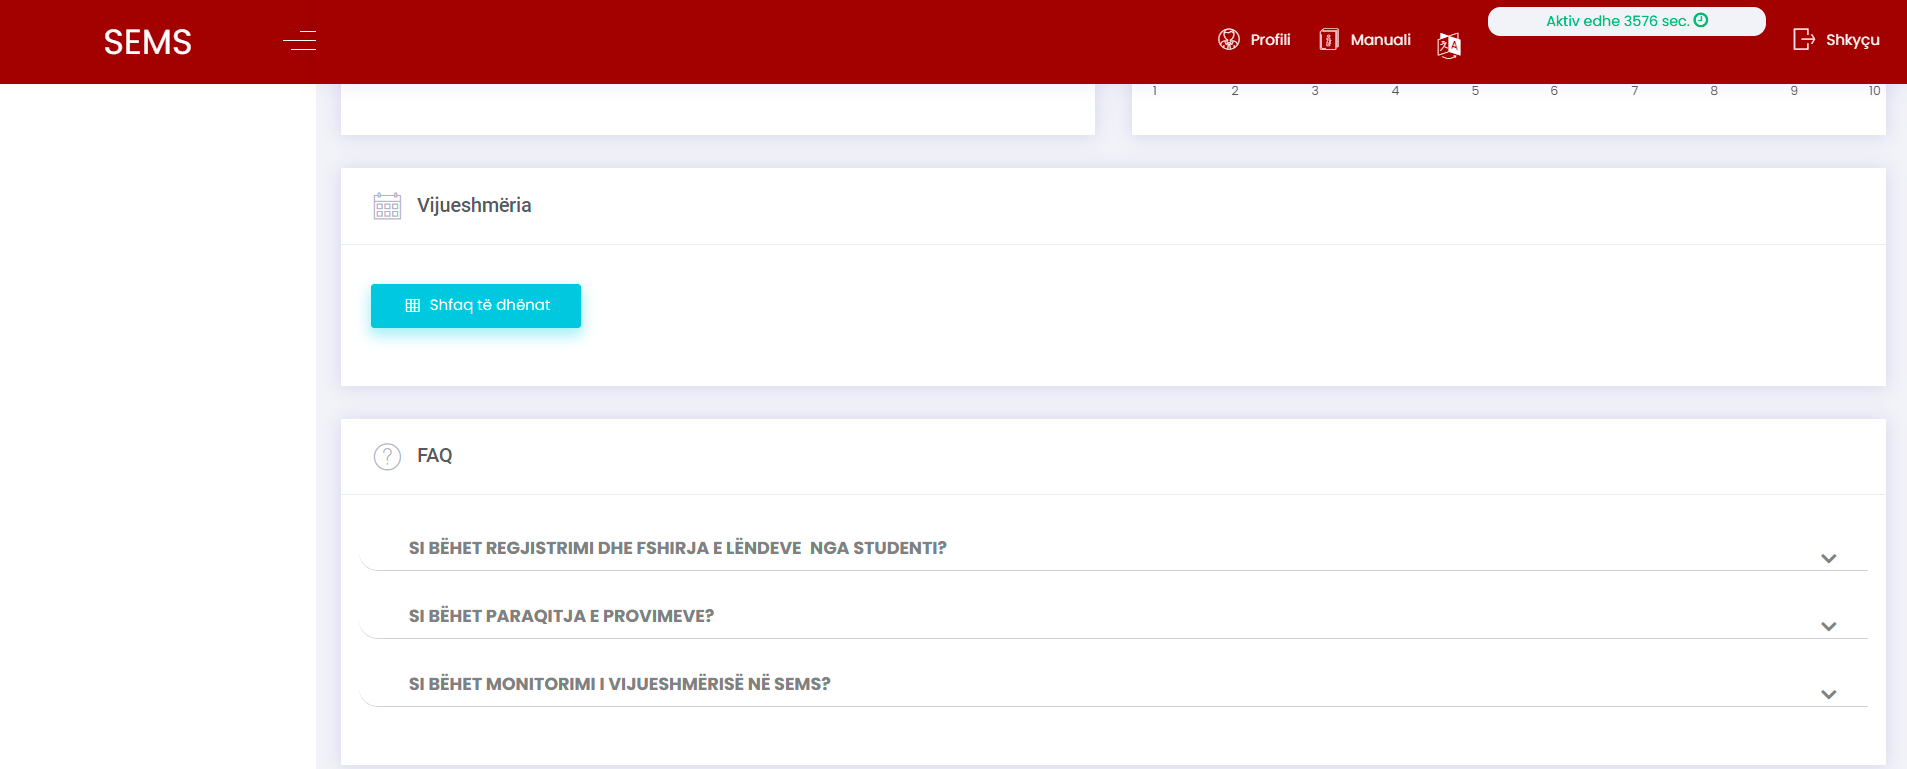 SEMS
Profili
Manuali
Aktiv edhe 3576 sec.
Shkyçu
1 2 3 4 5 6 7 8 9 10
Vijueshmëria
Shfaq të dhënat
FAQ
SI BËHET REGJISTRIMI DHE FSHIRJA E LËNDEVE  NGA STUDENTI?
SI BËHET PARAQITJA E PROVIMEVE?
SI BËHET MONITORIMI I VIJUESHMËRISË NË SEMS?